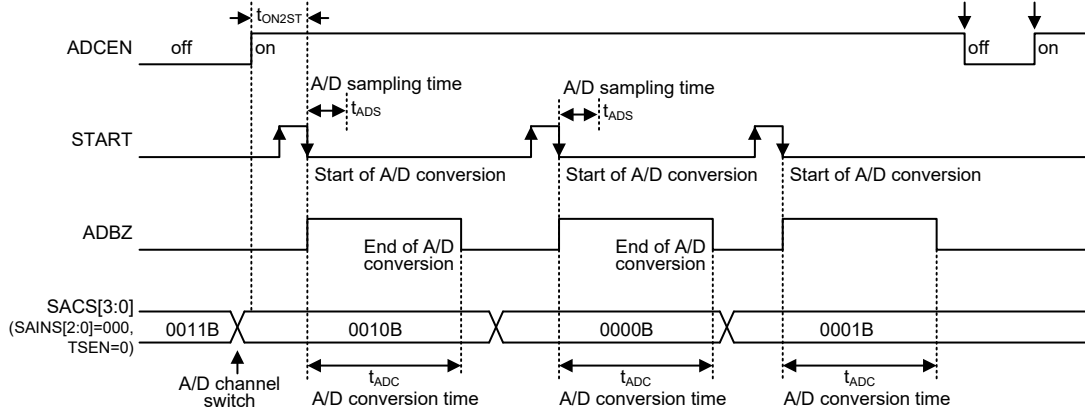 tON2ST
ADCEN
off
on
off
on
A/D sampling time
tADS
A/D sampling time
tADS
START
Start of A/D conversion
Start of A/D conversion
Start of A/D conversion
ADBZ
End of A/D
conversion
End of A/D
conversion
SACS[3:0]
(SAINS[2:0]=000,
TSEN=0)
0011B
0010B
0000B
0001B
A/D channel
switch
tADC
A/D conversion time
tADC
A/D conversion time
tADC
A/D conversion time